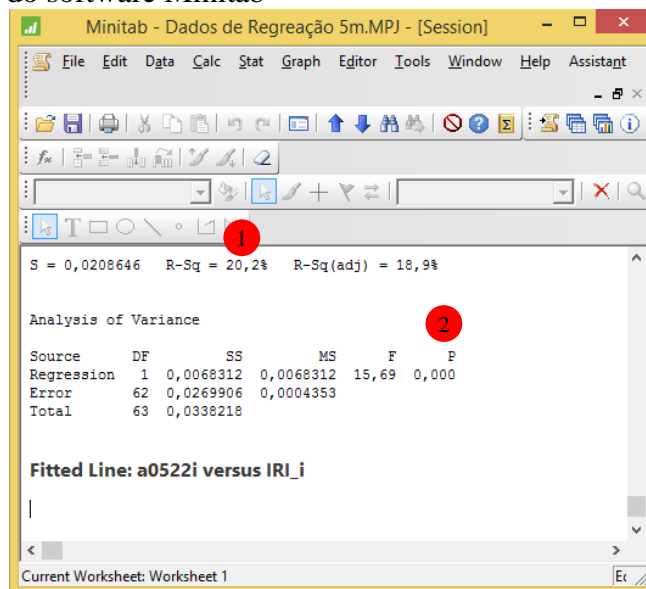 do software Minitab
Minitab - Dados de Regreação 5m.MPJ - [Session]
File Edit Data Calc Stat Graph Editor Tools Window Help Assistant
1
S = 0,0208646 R-Sq = 20,2% R-Sq(adj) = 18,9%
Analysis of Variance
2
Source DF SS MS F P
Regression 1 0,0068312 0,0068312 15,69 0,000
Error 62 0,0269906 0,0004353
Total 63 0,0338218
Fitted Line: a0522i versus IRI_i
Current Worksheet: Worksheet 1